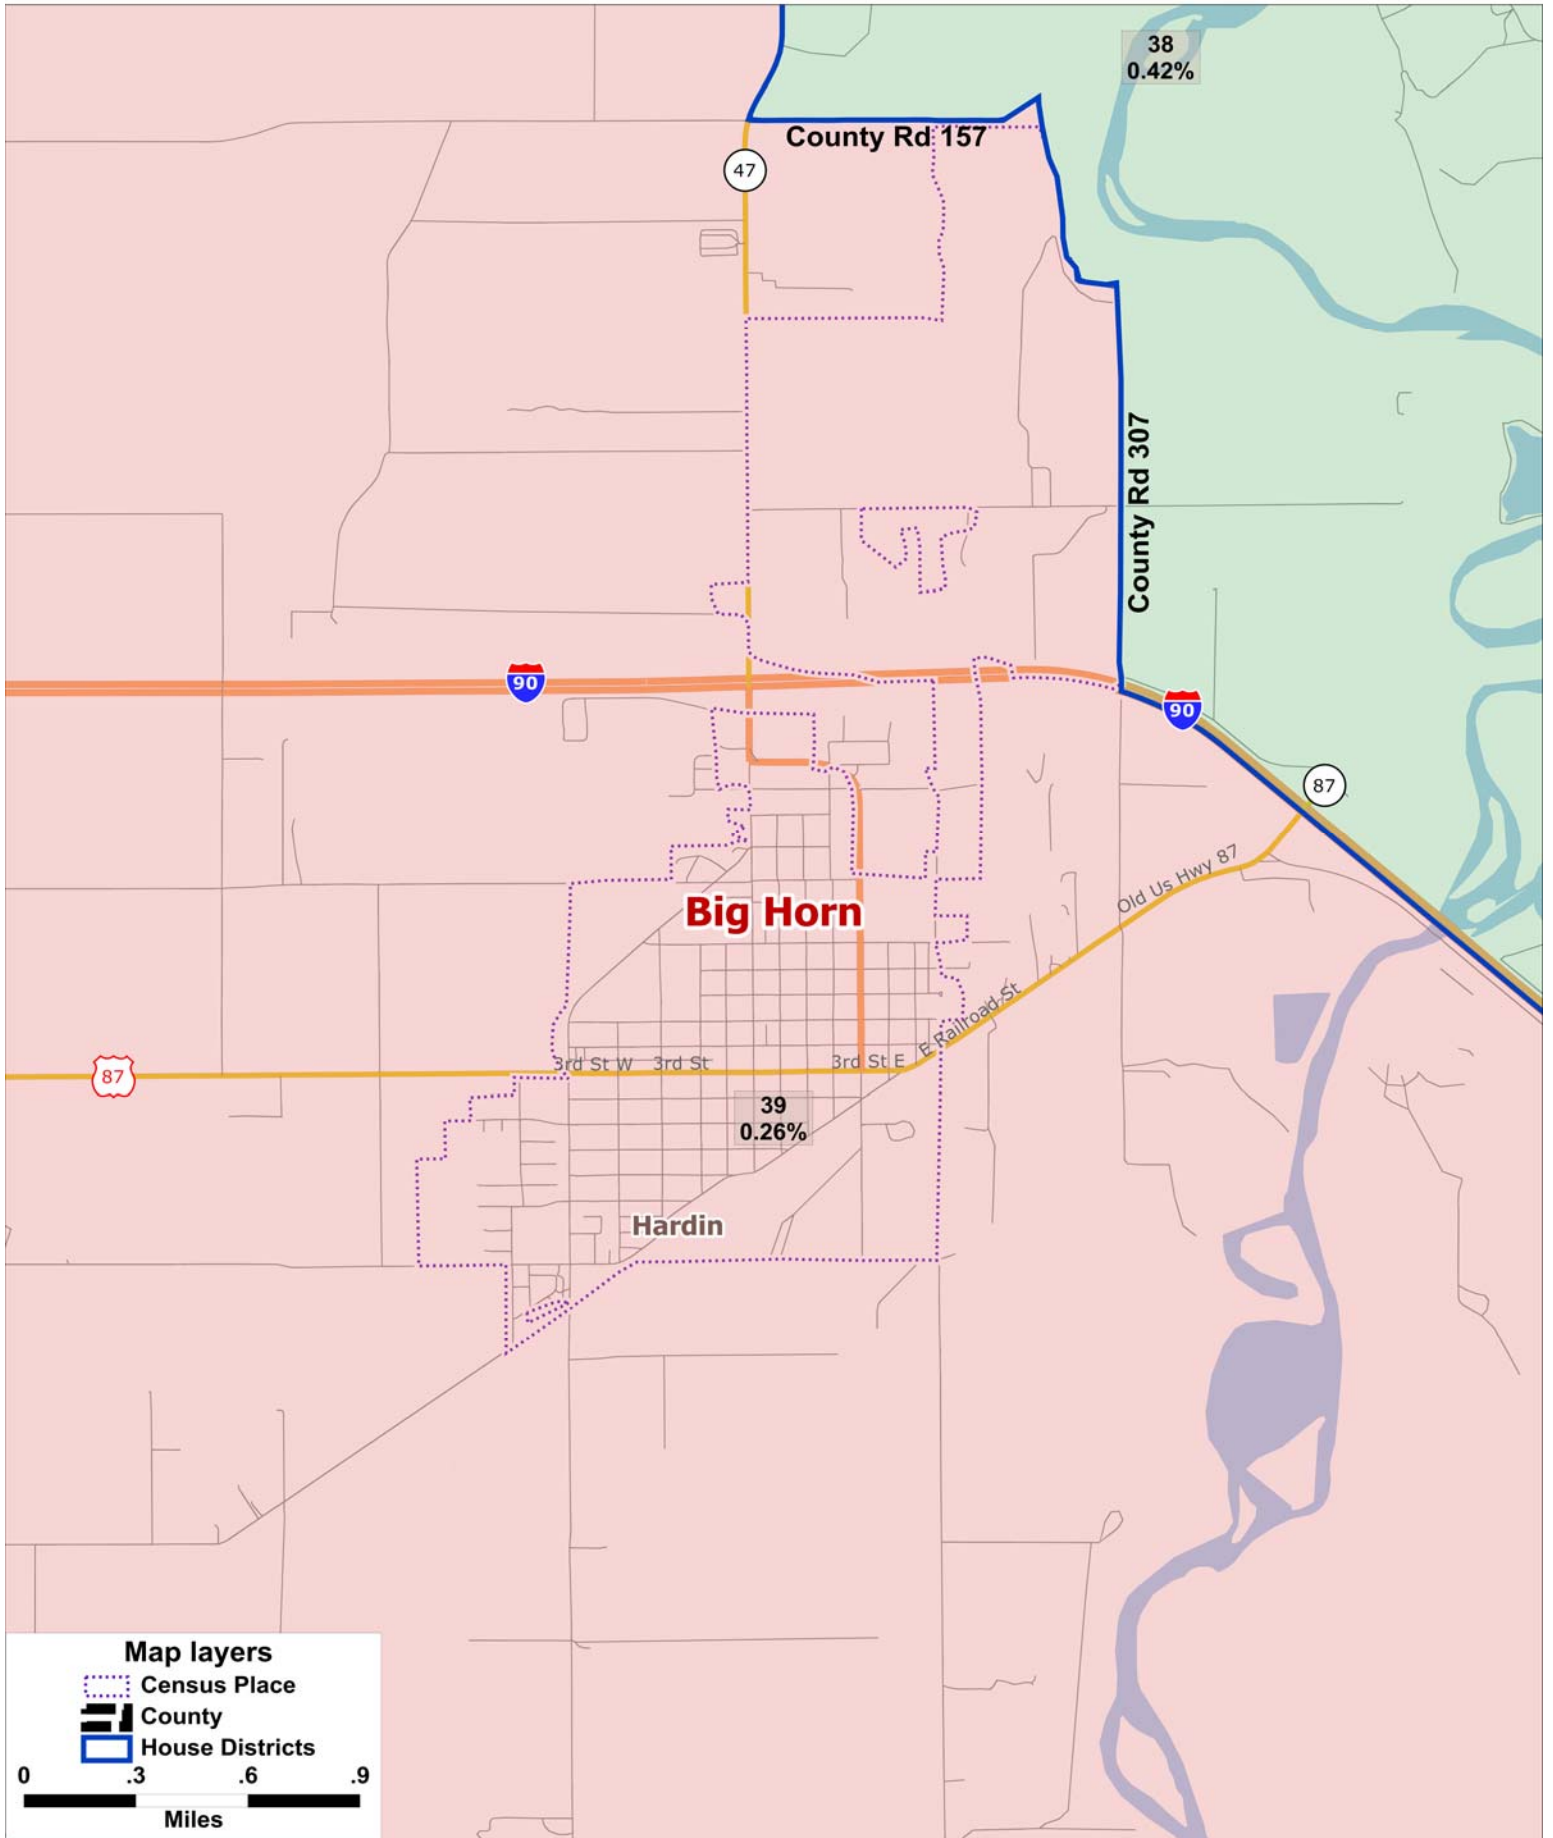 38
0.42%
County Rd 157
47
County Rd 307
90
90
87
Old Us Hwy 87
Big Horn
E Railroad St
3rd St W
3rd St
3rd St E
87
39
0.26%
Hardin
Map layers
Census Place
County
House Districts
0 .3 .6 .9
Miles